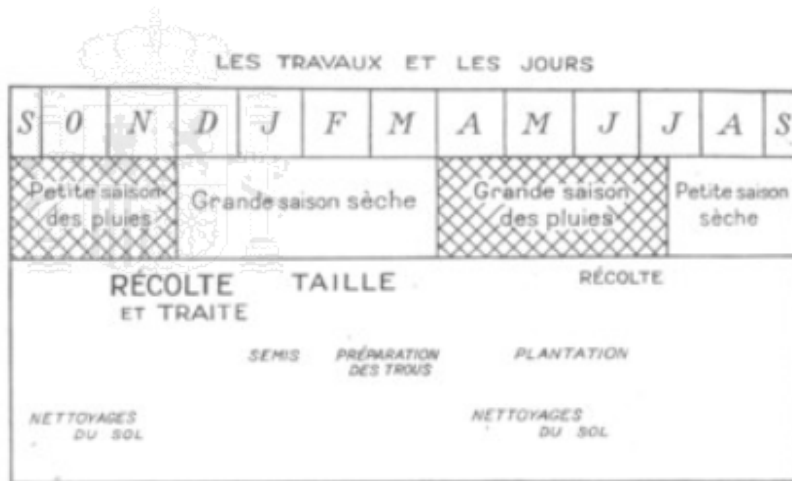 LES TRAVAUX ET LES JOURS
S O N D J F M A M J J A S
Petite saison des pluies
Grande saison sèche
Grande saison des pluies
Petite saison sèche
RÉCOLTE ET TRAITE
TAILLE
RÉCOLTE
SEMIS
PRÉPARATION DES TROUS
PLANTATION
NETTOYAGES DU SOL
NETTOYAGES DU SOL